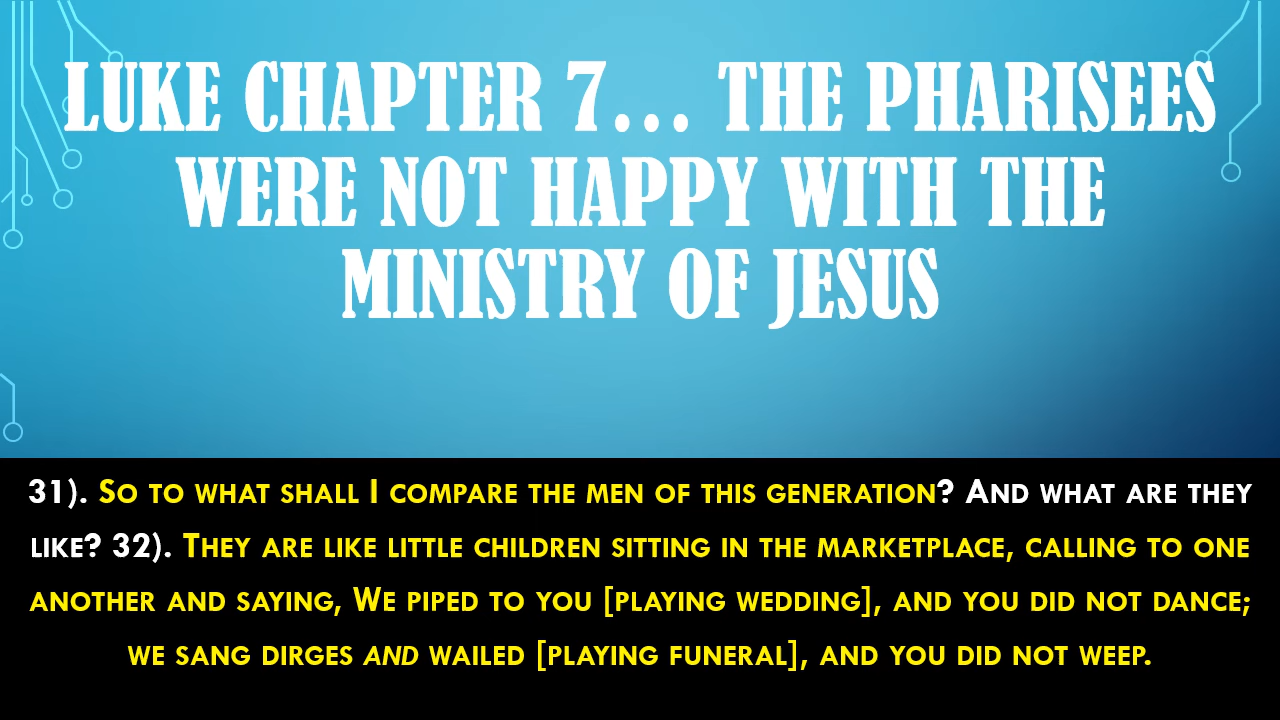 LUKE CHAPTER 7... THE PHARISEES
WERE NOT HAPPY WITH THE
MINISTRY OF JESUS
31). SO TO WHAT SHALL I COMPARE THE MEN OF THIS GENERATION? AND WHAT ARE THEY
LIKE? 32). THEY ARE LIKE LITTLE CHILDREN SITTING IN THE MARKETPLACE, CALLING TO ONE
ANOTHER AND SAYING, WE PIPED TO YOU [PLAYING WEDDING], AND YOU DID NOT DANCE;
WE SANG DIRGES AND WAILED [PLAYING FUNERAL], AND YOU DID NOT WEEP.